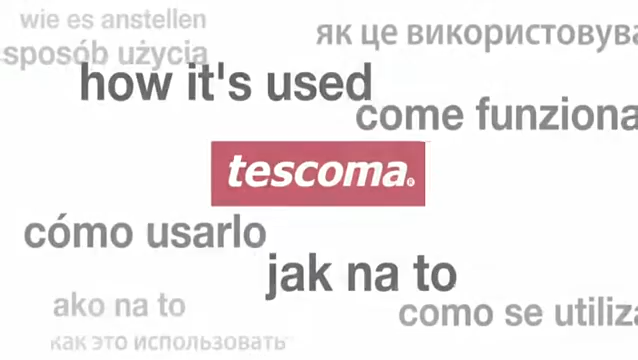 wie es anstellen
як це використовува
sposób użycia
how it's used
come funziona
tescoma®
cómo usarlo
jak na to
ako na to
como se utiliza
как это использовать